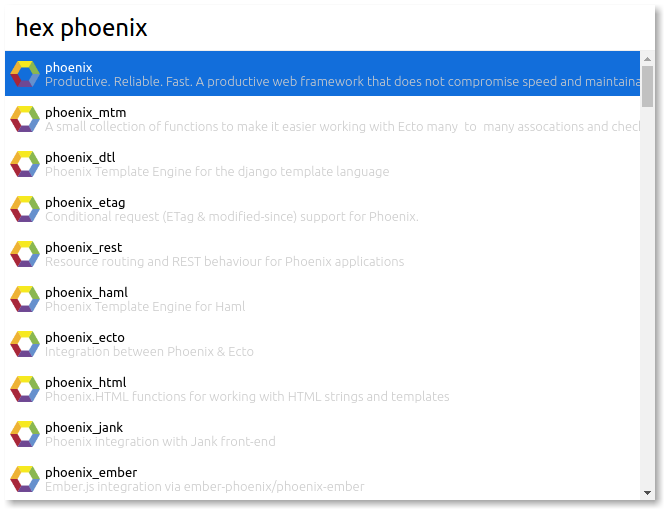 hex phoenix
phoenix
Productive. Reliable. Fast. A productive web framework that does not compromise speed and maintaina
phoenix_mtm
A small collection of functions to make it easier working with Ecto many  to  many assocations and check
phoenix_dtl
Phoenix Template Engine for the django template language
phoenix_etag
Conditional request (ETag & modified-since) support for Phoenix.
phoenix_rest
Resource routing and REST behaviour for Phoenix applications
phoenix_haml
Phoenix Template Engine for Haml
phoenix_ecto
Integration between Phoenix & Ecto
phoenix_html
Phoenix.HTML functions for working with HTML strings and templates
phoenix_jank
Phoenix integration with Jank front-end
phoenix_ember
Ember.js integration via ember-phoenix/phoenix-ember